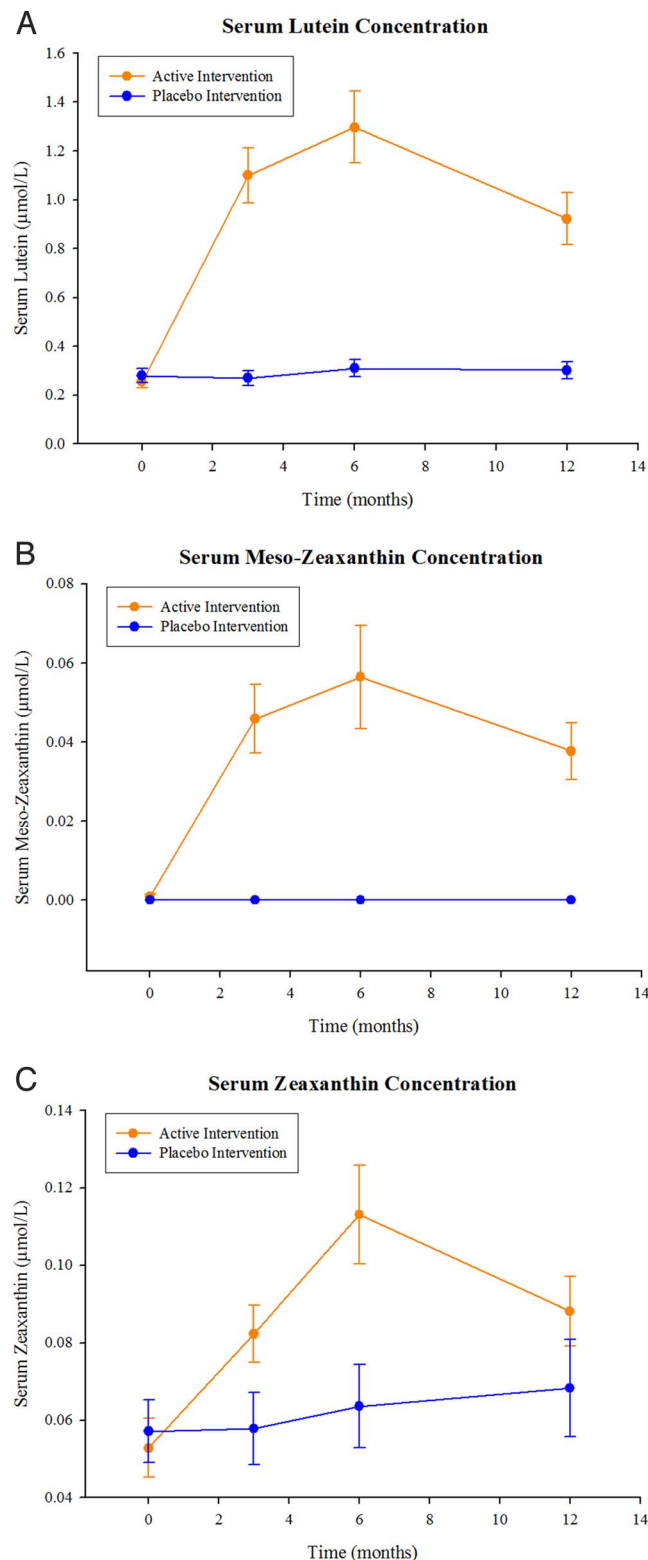 A
Serum Lutein Concentration
Active Intervention
Placebo Intervention
Serum Lutein (µmol/L)
1.6
1.4
1.2
1.0
0.8
0.6
0.4
0.2
0.0
0 2 4 6 8 10 12 14
Time (months)
B
Serum Meso-Zeaxanthin Concentration
Active Intervention
Placebo Intervention
Serum Meso-Zeaxanthin (µmol/L)
0.08
0.06
0.04
0.02
0.00
0 2 4 6 8 10 12 14
Time (months)
C
Serum Zeaxanthin Concentration
Active Intervention
Placebo Intervention
Serum Zeaxanthin (µmol/L)
0.14
0.12
0.10
0.08
0.06
0.04
0 2 4 6 8 10 12 14
Time (months)